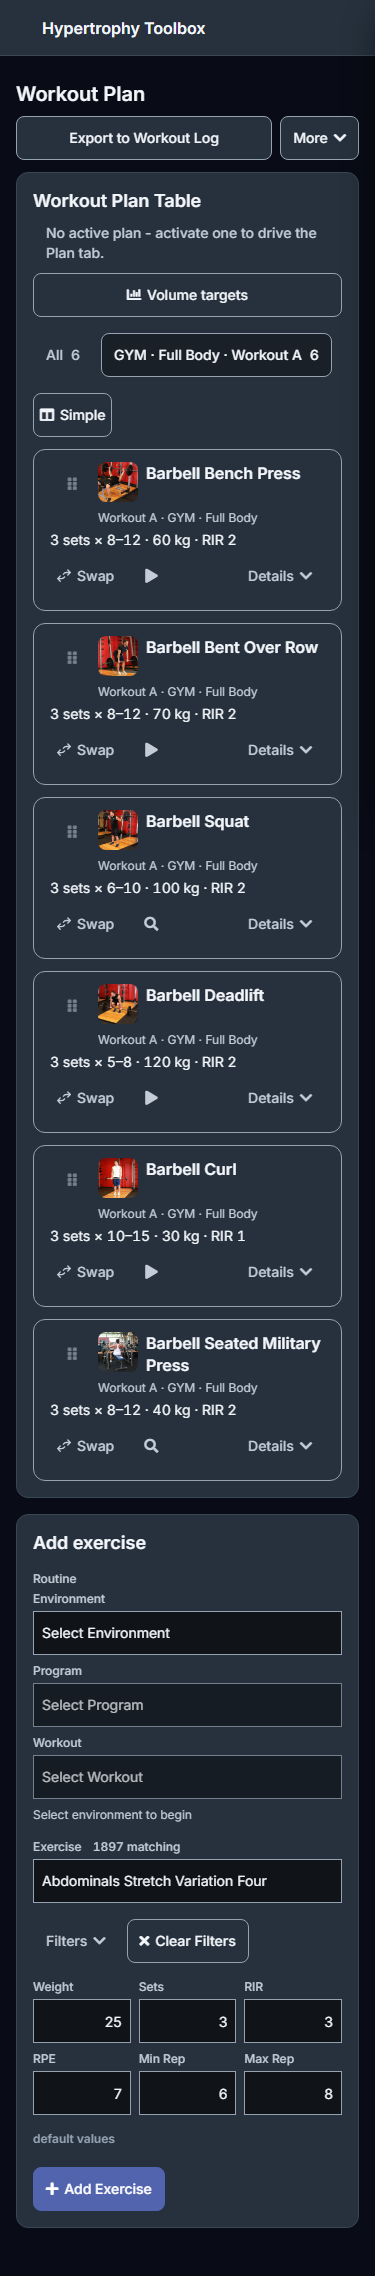 Hypertrophy Toolbox
Workout Plan
Export to Workout Log
More
Workout Plan Table
No active plan - activate one to drive the
Plan tab.
Volume targets
All 6
GYM · Full Body · Workout A 6
Simple
Barbell Bench Press
Workout A · GYM · Full Body
3 sets × 8–12 · 60 kg · RIR 2
Swap
Details
Barbell Bent Over Row
Workout A · GYM · Full Body
3 sets × 8–12 · 70 kg · RIR 2
Swap
Details
Barbell Squat
Workout A · GYM · Full Body
3 sets × 6–10 · 100 kg · RIR 2
Swap
Details
Barbell Deadlift
Workout A · GYM · Full Body
3 sets × 5–8 · 120 kg · RIR 2
Swap
Details
Barbell Curl
Workout A · GYM · Full Body
3 sets × 10–15 · 30 kg · RIR 1
Swap
Details
Barbell Seated Military
Press
Workout A · GYM · Full Body
3 sets × 8–12 · 40 kg · RIR 2
Swap
Details
Add exercise
Routine
Environment
Select Environment
Program
Select Program
Workout
Select Workout
Select environment to begin
Exercise 1897 matching
Abdominals Stretch Variation Four
Filters
Clear Filters
Weight Sets RIR
25 3 3
RPE Min Rep Max Rep
7 6 8
default values
Add Exercise